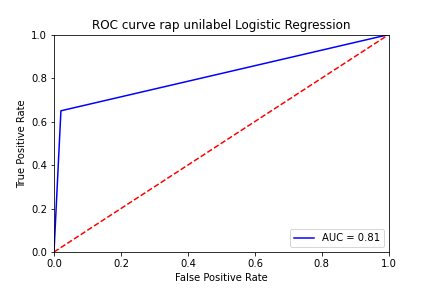 ROC curve rap unilabel Logistic Regression
True Positive Rate
1.0
0.8
0.6
0.4
0.2
0.0
AUC = 0.81
0.0 0.2 0.4 0.6 0.8 1.0
False Positive Rate